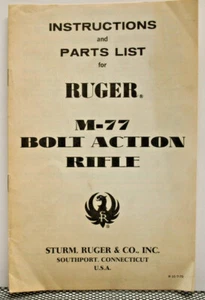 INSTRUCTIONS
and
PARTS LIST
for
RUGER®
M-77
BOLT ACTION
RIFLE
R
STURM, RUGER & CO., INC.
SOUTHPORT, CONNECTICUT
U.S.A.